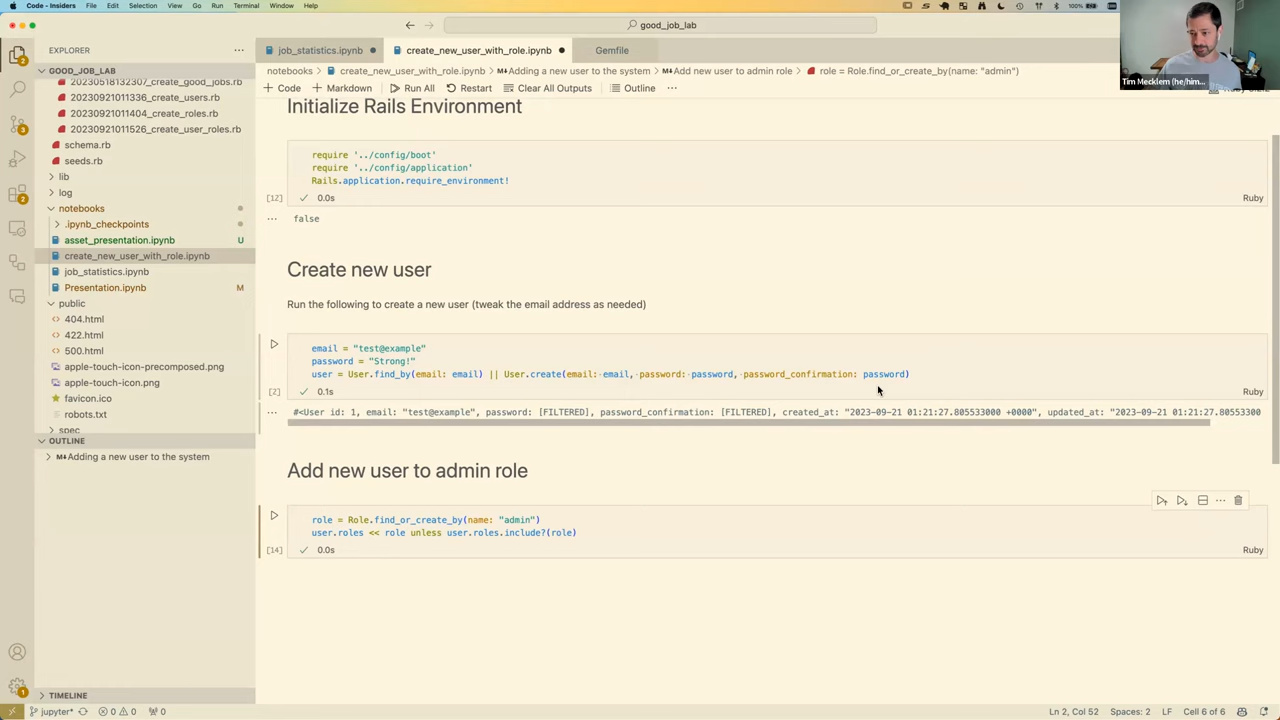 Code - Insiders File Edit Selection View Go Run Terminal Window Help
100%
good_job_lab
EXPLORER
job_statistics.ipynb
create_new_user_with_role.ipynb
Gemfile
GOOD_JOB_LAB
notebooks > create_new_user_with_role.ipynb > Adding a new user to the system > Add new user to admin role > role = Role.find_or_create_by(name: "admin")
Tim Mecklem (he/him...
+ Code + Markdown Run All Restart Clear All Outputs Outline ...
20230518132307_create_good_jobs.rb
20230921011336_create_users.rb
20230921011404_create_roles.rb
20230921011526_create_user_roles.rb
schema.rb
seeds.rb
lib
log
notebooks
.ipynb_checkpoints
asset_presentation.ipynb U
create_new_user_with_role.ipynb
job_statistics.ipynb
Presentation.ipynb M
public
404.html
422.html
500.html
apple-touch-icon-precomposed.png
apple-touch-icon.png
favicon.ico
robots.txt
spec
OUTLINE
Adding a new user to the system
TIMELINE
Initialize Rails Environment
require '../config/boot'
require '../config/application'
Rails.application.require_environment!
[12] 0.0s Ruby
false
Create new user
Run the following to create a new user (tweak the email address as needed)
email = "test@example"
password = "Strong!"
user = User.find_by(email: email) || User.create(email: email, password: password, password_confirmation: password)
[2] 0.1s Ruby
#<User id: 1, email: "test@example", password: [FILTERED], password_confirmation: [FILTERED], created_at: "2023-09-21 01:21:27.805533000 +0000", updated_at: "2023-09-21 01:21:27.80553300
Add new user to admin role
role = Role.find_or_create_by(name: "admin")
user.roles << role unless user.roles.include?(role)
[14] 0.0s Ruby
jupyter* 0 0 0 Ln 2, Col 52 Spaces: 2 LF Cell 6 of 6